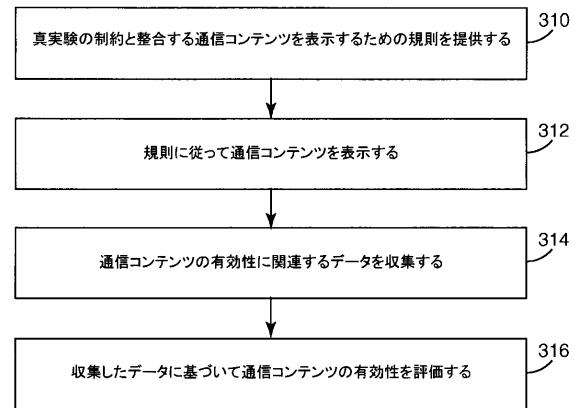 310
真実験の制約と整合する通信コンテンツを表示するための規則を提供する
312
規則に従って通信コンテンツを表示する
314
通信コンテンツの有効性に関連するデータを収集する
316
収集したデータに基づいて通信コンテンツの有効性を評価する